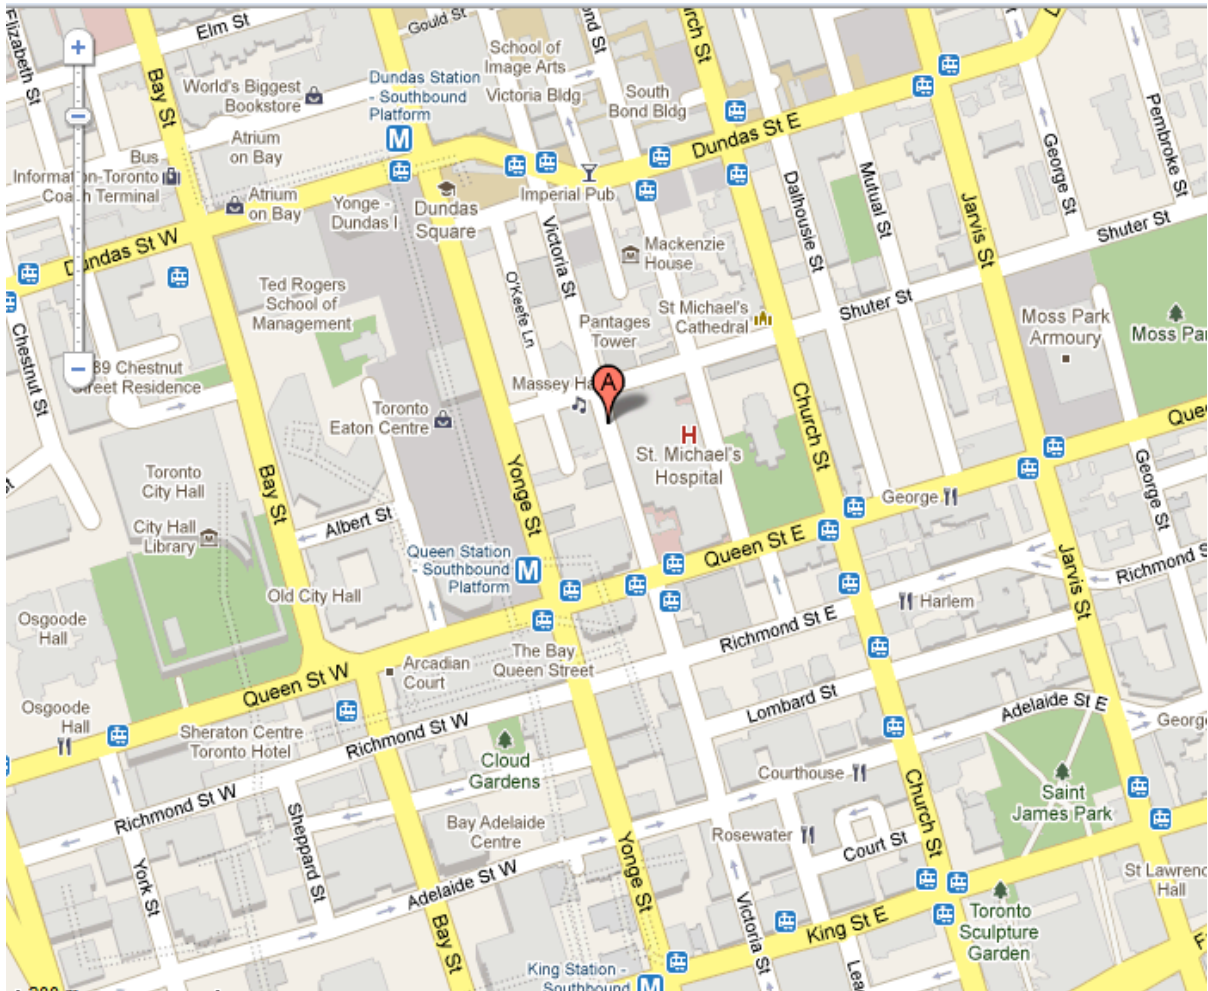 Elizabeth St
Elm St
Gould St
Bond St
Church St
School of
Image Arts
World's Biggest
Bookstore
Dundas Station
- Southbound
Platform
Victoria Bldg
South
Bond Bldg
Bay St
M
Atrium
on Bay
Dundas St E
Pembroke St
George St
Bus
Information-Toronto
Coach Terminal
Atrium
on Bay
Yonge -
Dundas I
Dundas
Square
Imperial Pub
Dalhousie St
Mutual St
Jarvis St
Shuter St
Dundas St W
Victoria St
Mackenzie
House
O'Keefe Ln
Ted Rogers
School of
Management
St Michael's
Cathedral
Shuter St
Pantages
Tower
Moss Park
Armoury
Moss Par
Chestnut St
89 Chestnut
Street Residence
Massey Ha
A
Toronto
Eaton Centre
Church St
Que
H
St. Michael's
Hospital
Toronto
City Hall
Bay St
Yonge St
George
George St
City Hall
Library
Albert St
Queen St E
Queen Station
- Southbound
Platform
M
Jarvis St
Richmond S
Old City Hall
Harlem
Osgoode
Hall
Richmond St E
The Bay
Queen Street
Arcadian
Court
Queen St W
Lombard St
Adelaide St E
Osgoode
Hall
Sheraton Centre
Toronto Hotel
Richmond St W
George
Cloud
Gardens
Courthouse
Richmond St W
Sheppard St
Saint
James Park
Church St
Bay Adelaide
Centre
Rosewater
Court St
Yonge St
York St
Adelaide St W
St Lawrenc
Hall
Victoria St
Toronto
Sculpture
Garden
Bay St
King St E
King Station -
Southbound
M
Lea